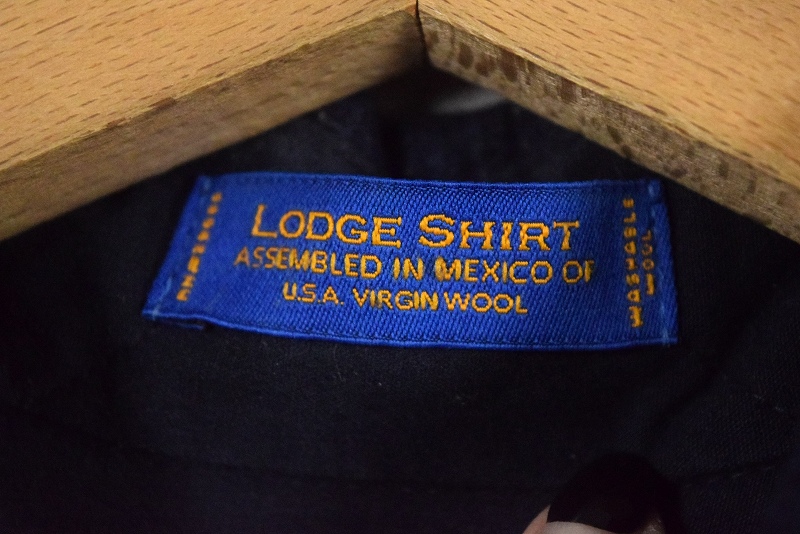 LODGE SHIRT
ASSEMBLED IN MEXICO OF
U.S.A. VIRGIN WOOL
WASHABLE
WOOL